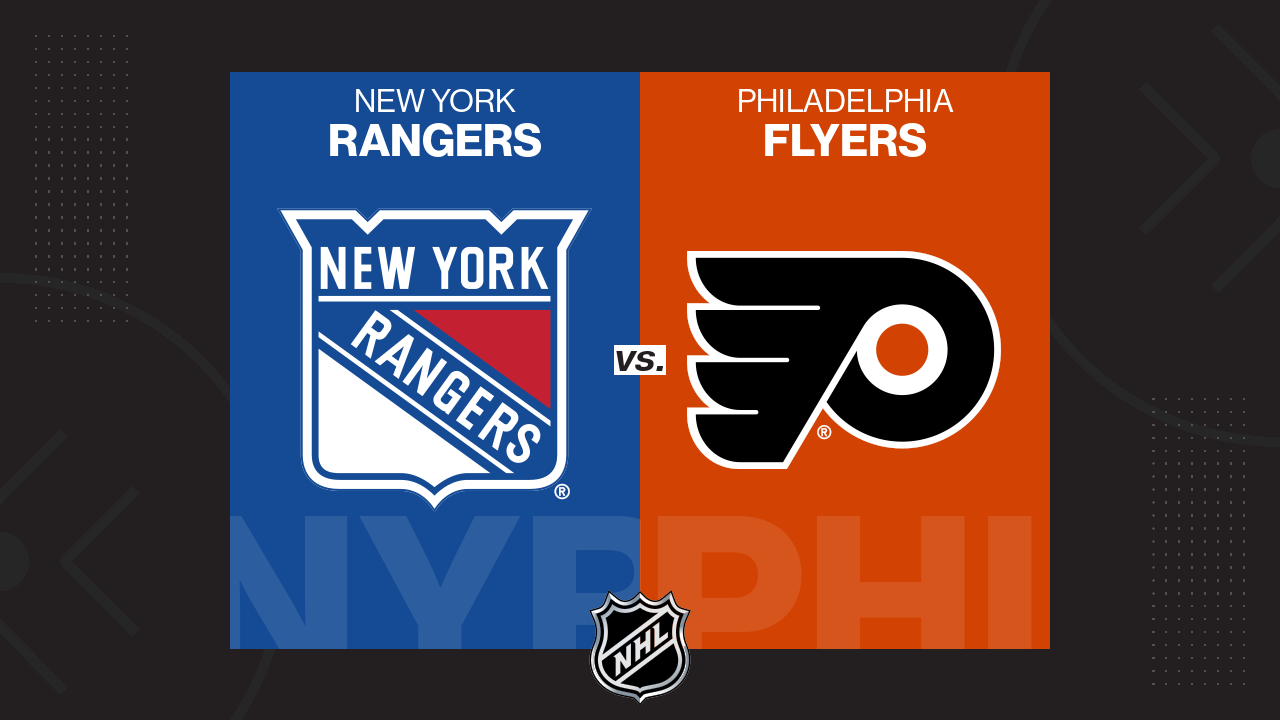 NEW YORK
RANGERS
PHILADELPHIA
FLYERS
NEW YORK
RANGERS
®
vs.
®
NYR
PHI
NHL